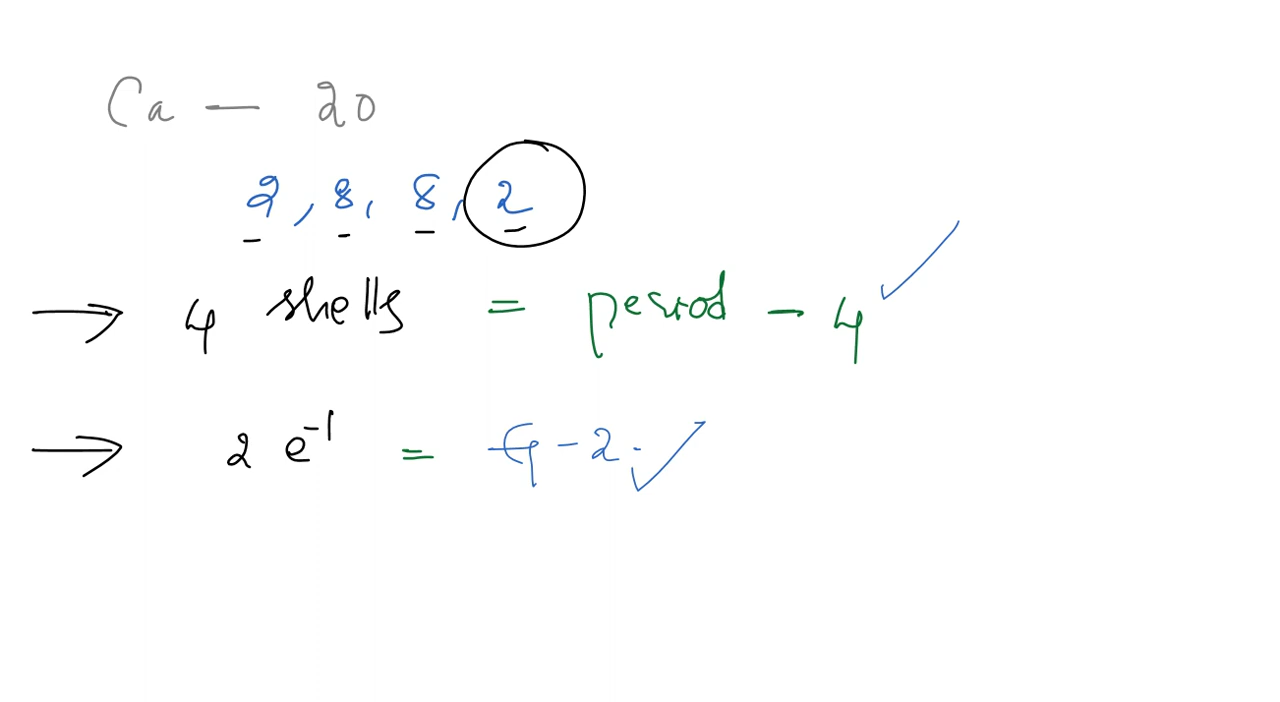 Ca — 20
2, 8, 8, 2
→ 4 shells = period - 4 ✓
→ 2 e⁻¹ = G - 2. ✓